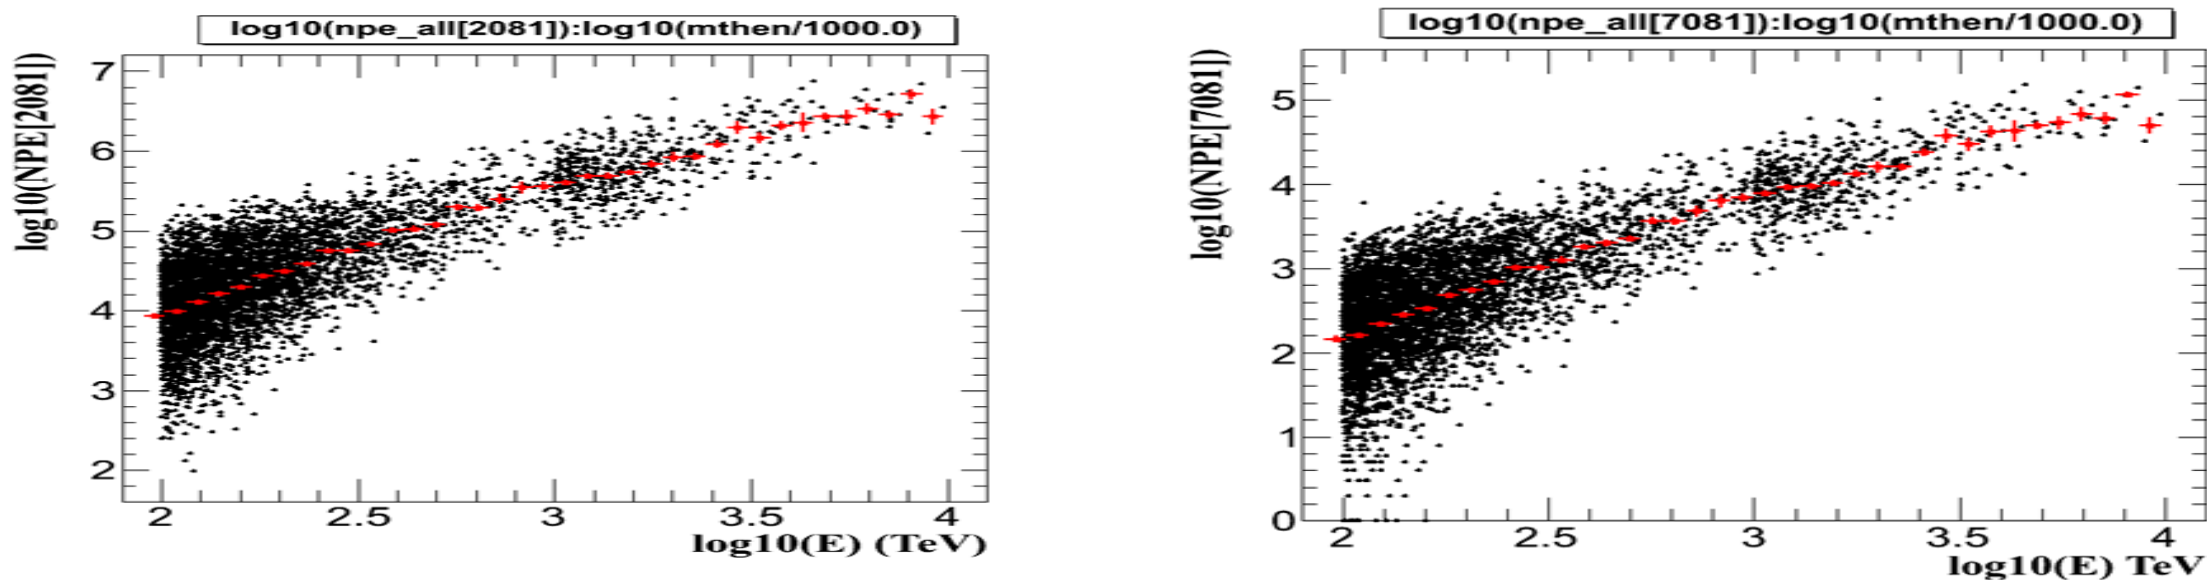 log10(npe_all[2081]):log10(mthen/1000.0)
log10(NPE[2081])
7
6
5
4
3
2
2 2.5 3 3.5 4
log10(E) (TeV)
log10(npe_all[7081]):log10(mthen/1000.0)
log10(NPE[7081])
5
4
3
2
1
0
2 2.5 3 3.5 4
log10(E) TeV